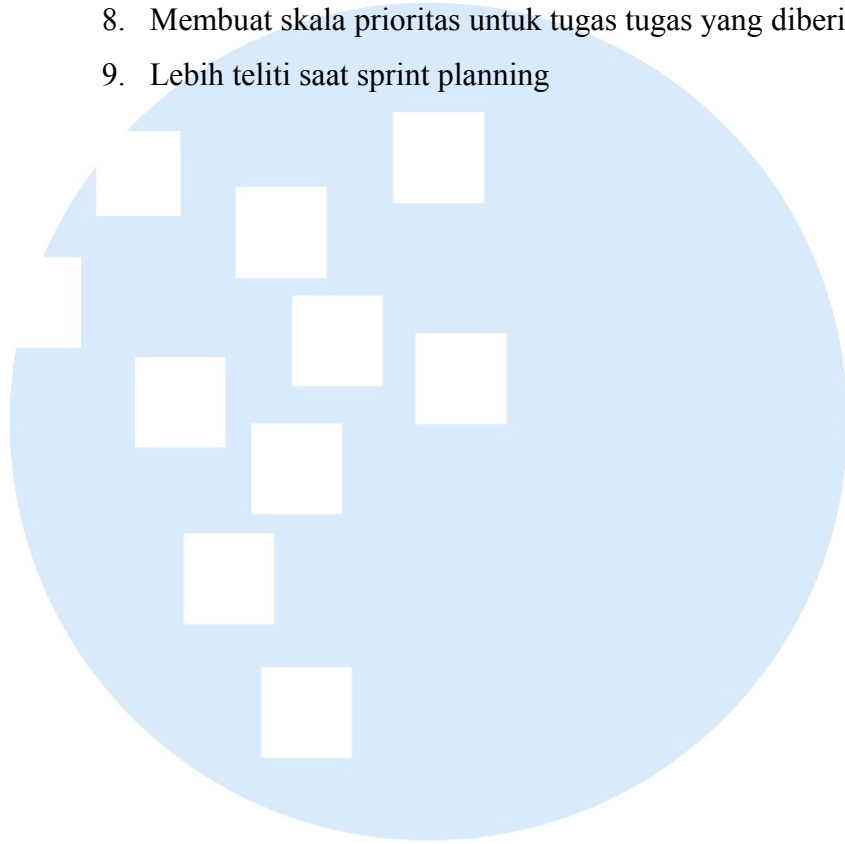 8. Membuat skala prioritas untuk tugas tugas yang diberi
9. Lebih teliti saat sprint planning